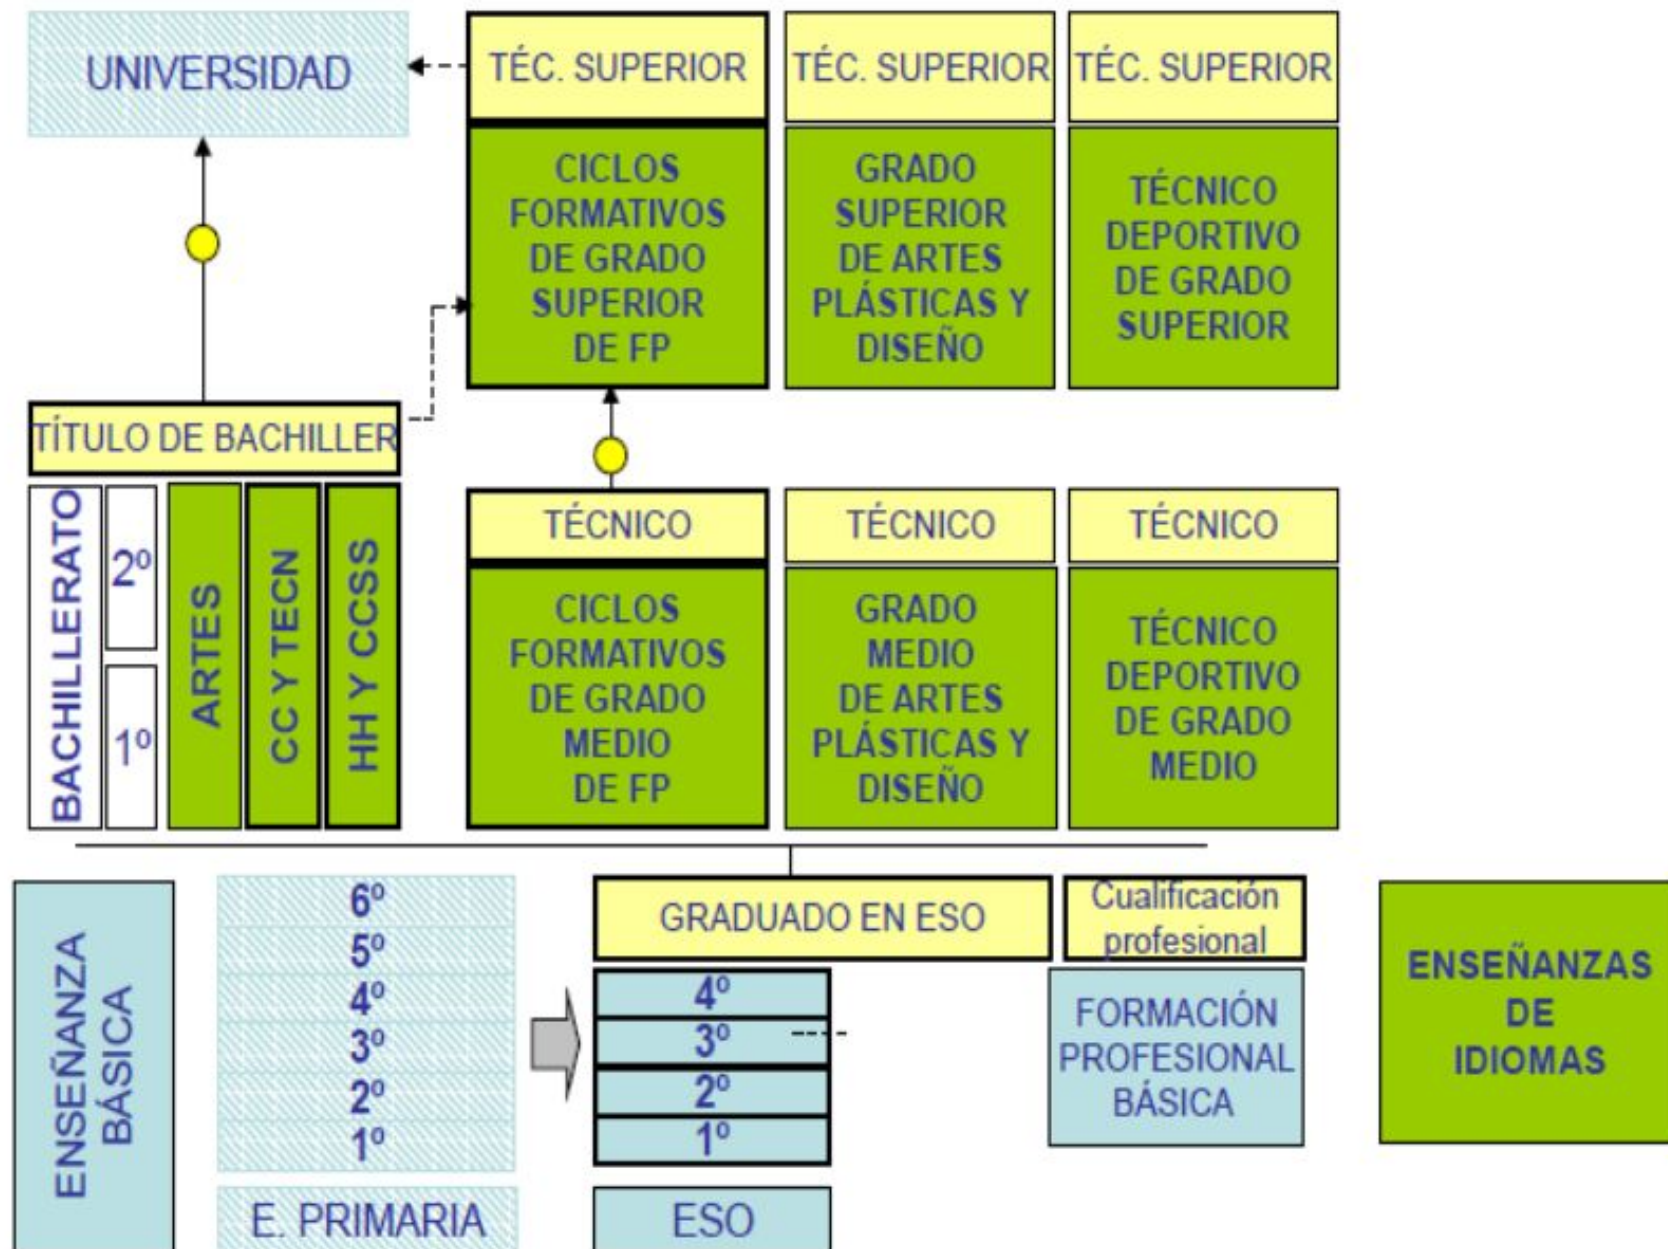 UNIVERSIDAD
TÉC. SUPERIOR
TÉC. SUPERIOR
TÉC. SUPERIOR
CICLOS
FORMATIVOS
DE GRADO
SUPERIOR
DE FP
GRADO
SUPERIOR
DE ARTES
PLÁSTICAS Y
DISEÑO
TÉCNICO
DEPORTIVO
DE GRADO
SUPERIOR
TÍTULO DE BACHILLER
BACHILLERATO
2º
1º
ARTES
CC Y TECN
HH Y CCSS
TÉCNICO
TÉCNICO
TÉCNICO
CICLOS
FORMATIVOS
DE GRADO
MEDIO
DE FP
GRADO
MEDIO
DE ARTES
PLÁSTICAS Y
DISEÑO
TÉCNICO
DEPORTIVO
DE GRADO
MEDIO
ENSEÑANZA
BÁSICA
6º
5º
4º
3º
2º
1º
E. PRIMARIA
GRADUADO EN ESO
4º
3º
2º
1º
ESO
Cualificación
profesional
FORMACIÓN
PROFESIONAL
BÁSICA
ENSEÑANZAS
DE
IDIOMAS